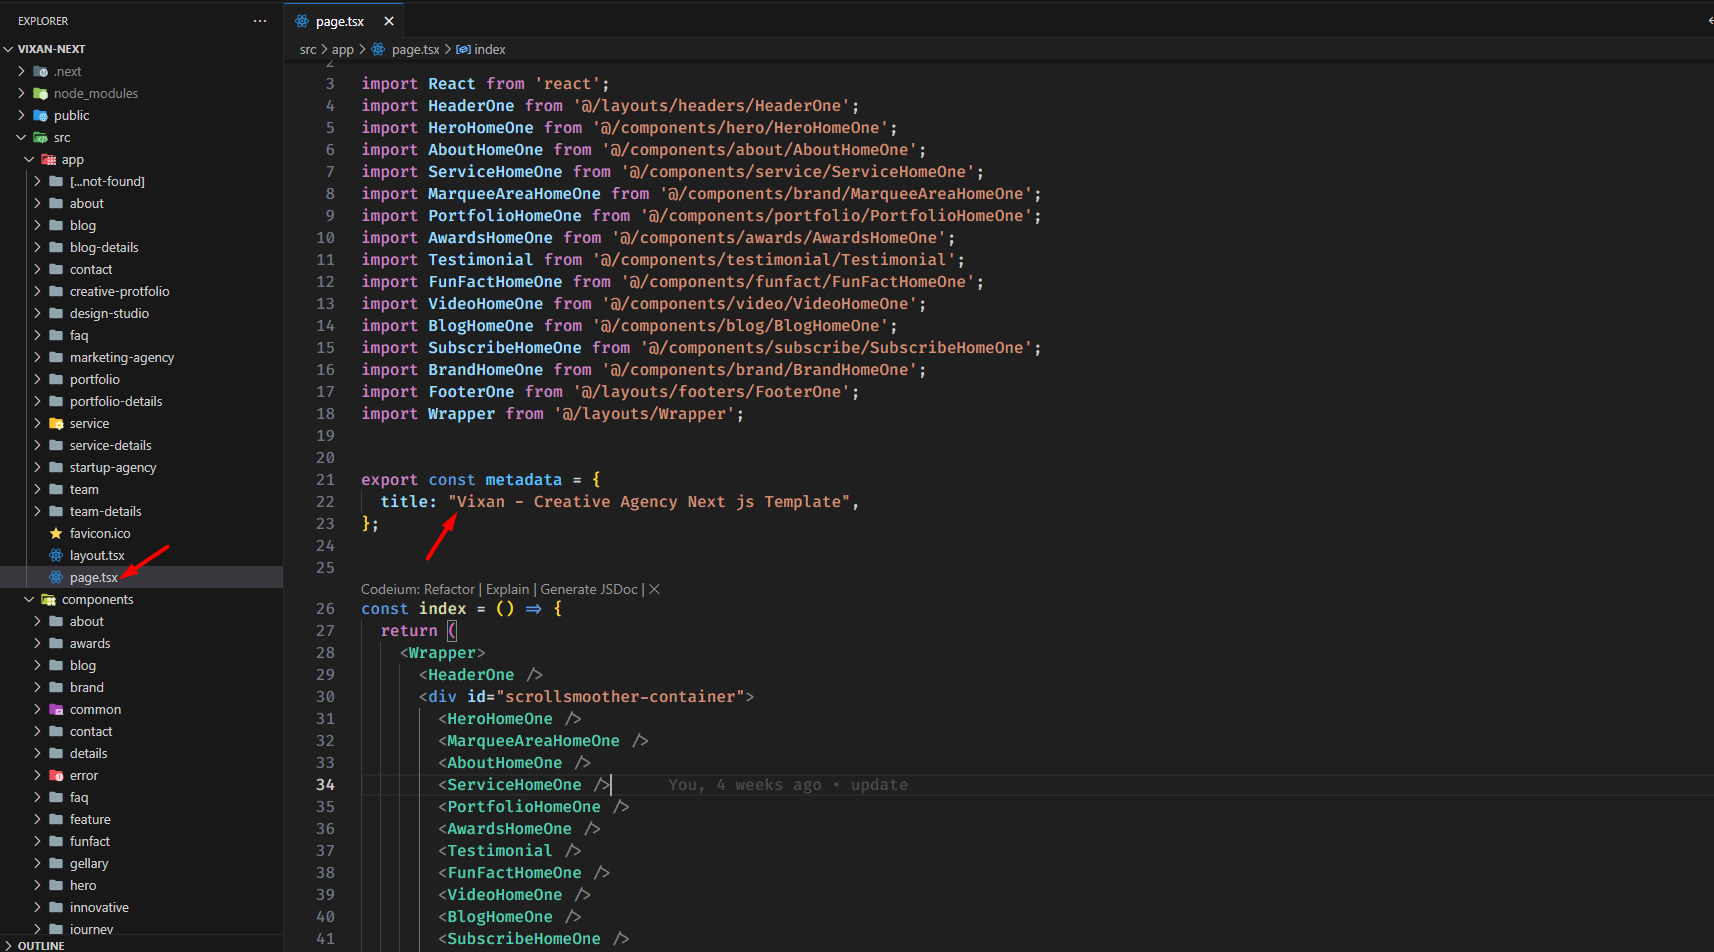 EXPLORER
VIXAN-NEXT
.next
node_modules
public
src
app
[...not-found]
about
blog
blog-details
contact
creative-protfolio
design-studio
faq
marketing-agency
portfolio
portfolio-details
service
service-details
startup-agency
team
team-details
favicon.ico
layout.tsx
page.tsx
components
about
awards
blog
brand
common
contact
details
error
faq
feature
funfact
gellary
hero
innovative
journey
OUTLINE
page.tsx
src > app > page.tsx > index
2
3 import React from 'react';
4 import HeaderOne from '@/layouts/headers/HeaderOne';
5 import HeroHomeOne from '@/components/hero/HeroHomeOne';
6 import AboutHomeOne from '@/components/about/AboutHomeOne';
7 import ServiceHomeOne from '@/components/service/ServiceHomeOne';
8 import MarqueeAreaHomeOne from '@/components/brand/MarqueeAreaHomeOne';
9 import PortfolioHomeOne from '@/components/portfolio/PortfolioHomeOne';
10 import AwardsHomeOne from '@/components/awards/AwardsHomeOne';
11 import Testimonial from '@/components/testimonial/Testimonial';
12 import FunFactHomeOne from '@/components/funfact/FunFactHomeOne';
13 import VideoHomeOne from '@/components/video/VideoHomeOne';
14 import BlogHomeOne from '@/components/blog/BlogHomeOne';
15 import SubscribeHomeOne from '@/components/subscribe/SubscribeHomeOne';
16 import BrandHomeOne from '@/components/brand/BrandHomeOne';
17 import FooterOne from '@/layouts/footers/FooterOne';
18 import Wrapper from '@/layouts/Wrapper';
19
20
21 export const metadata = {
22 title: "Vixan - Creative Agency Next js Template",
23 };
24
25
Codeium: Refactor | Explain | Generate JSDoc | X
26 const index = () => {
27 return (
28 <Wrapper>
29 <HeaderOne />
30 <div id="scrollsmoother-container">
31 <HeroHomeOne />
32 <MarqueeAreaHomeOne />
33 <AboutHomeOne />
34 <ServiceHomeOne /> You, 4 weeks ago • update
35 <PortfolioHomeOne />
36 <AwardsHomeOne />
37 <Testimonial />
38 <FunFactHomeOne />
39 <VideoHomeOne />
40 <BlogHomeOne />
41 <SubscribeHomeOne />